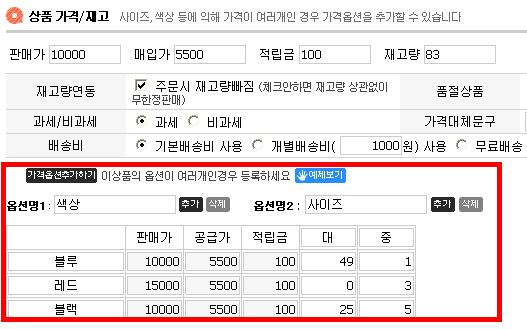 상품 가격/재고 사이즈, 색상 등에 의해 가격이 여러개인 경우 가격옵션을 추가할 수 있습니다
판매가 10000 매입가 5500 적립금 100 재고량 83
재고량연동 주문시 재고량빠짐 (체크안하면 재고량 상관없이 무한정판매) 품절상품
과세/비과세 과세 비과세 가격대체문구
배송비 기본배송비 사용 개별배송비( 1000 원) 사용 무료배송
가격옵션추가하기 이상품의 옵션이 여러개인경우 등록하세요 예제보기
옵션명1 : 색상 추가 삭제 옵션명2 : 사이즈 추가 삭제
판매가 공급가 적립금 대 중
블루 10000 5500 100 49 1
레드 15000 5500 100 0 3
블랙 10000 5500 100 25 5